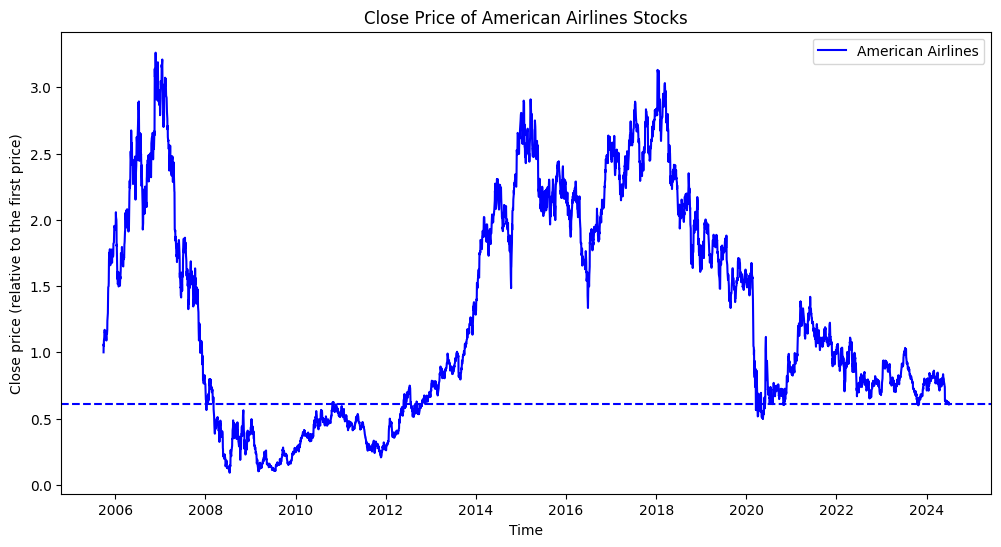 Close Price of American Airlines Stocks
American Airlines
Close price (relative to the first price)
3.0
2.5
2.0
1.5
1.0
0.5
0.0
2006 2008 2010 2012 2014 2016 2018 2020 2022 2024
Time